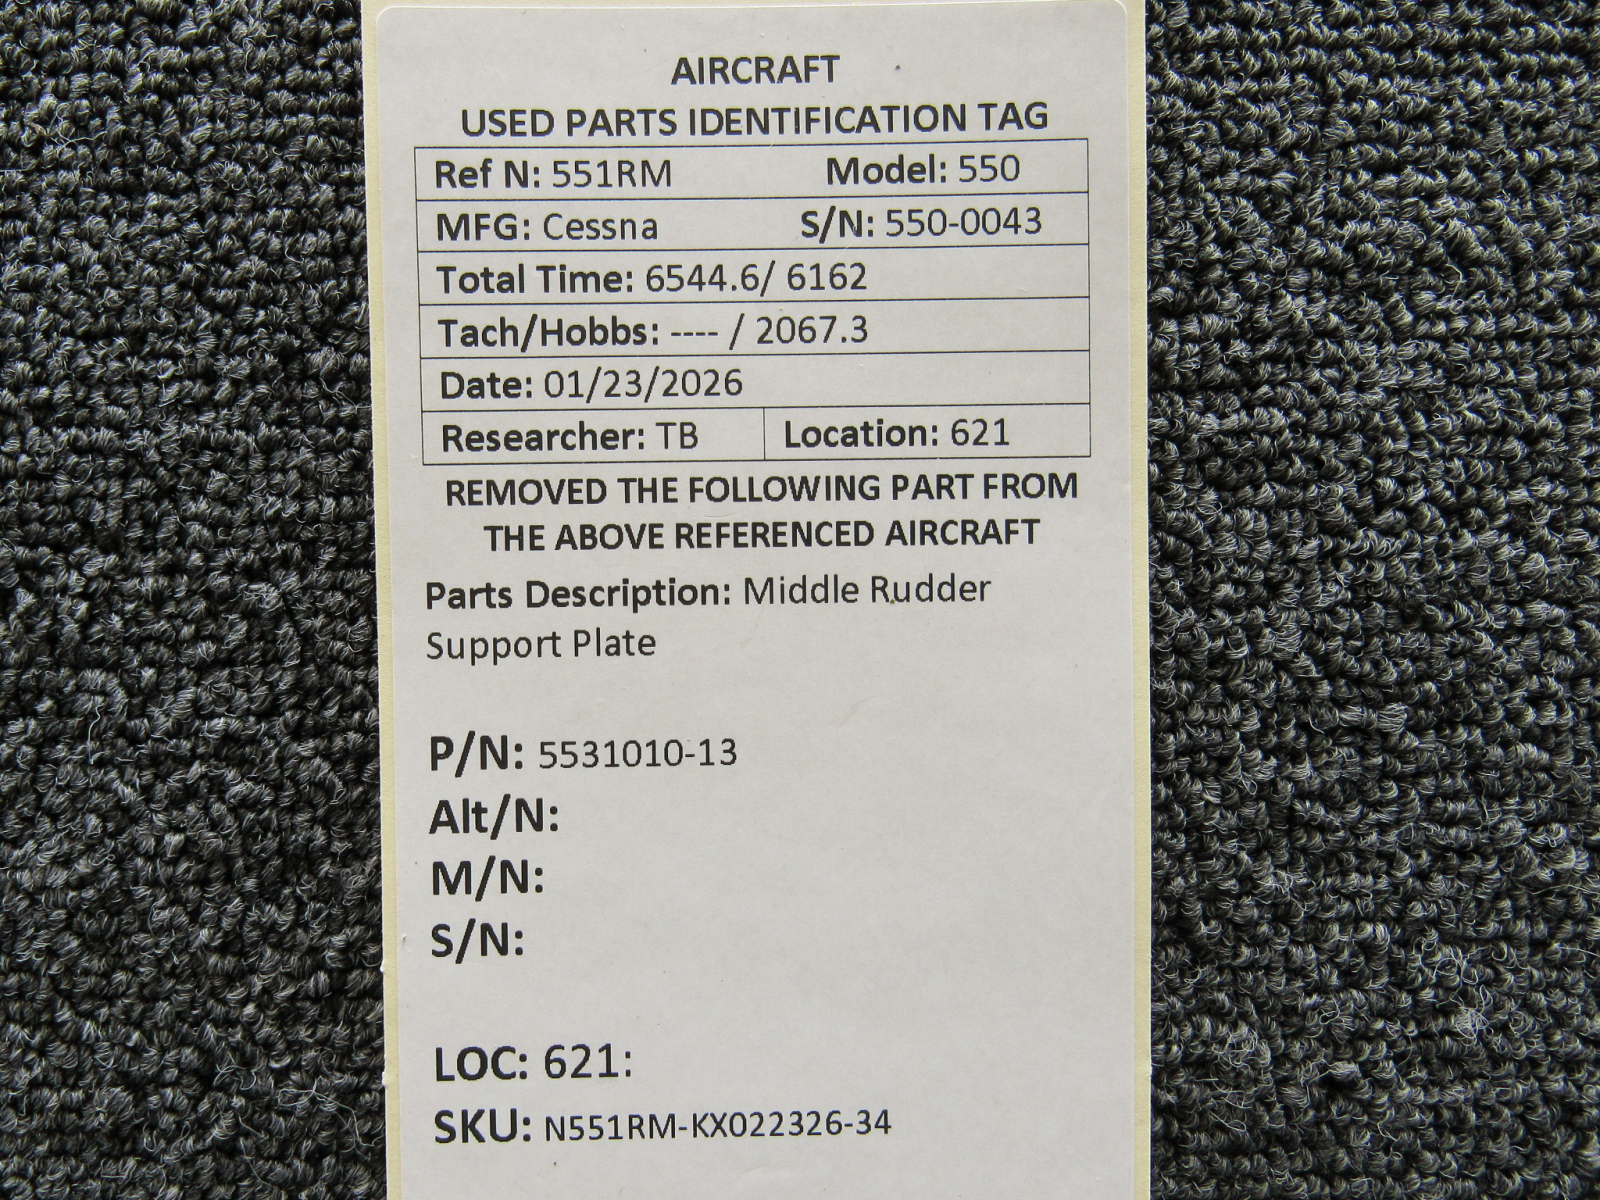 AIRCRAFT
USED PARTS IDENTIFICATION TAG
Ref N: 551RM Model: 550
MFG: Cessna S/N: 550-0043
Total Time: 6544.6/ 6162
Tach/Hobbs: ---- / 2067.3
Date: 01/23/2026
Researcher: TB Location: 621
REMOVED THE FOLLOWING PART FROM
THE ABOVE REFERENCED AIRCRAFT
Parts Description: Middle Rudder
Support Plate
P/N: 5531010-13
Alt/N:
M/N:
S/N:
LOC: 621:
SKU: N551RM-KX022326-34